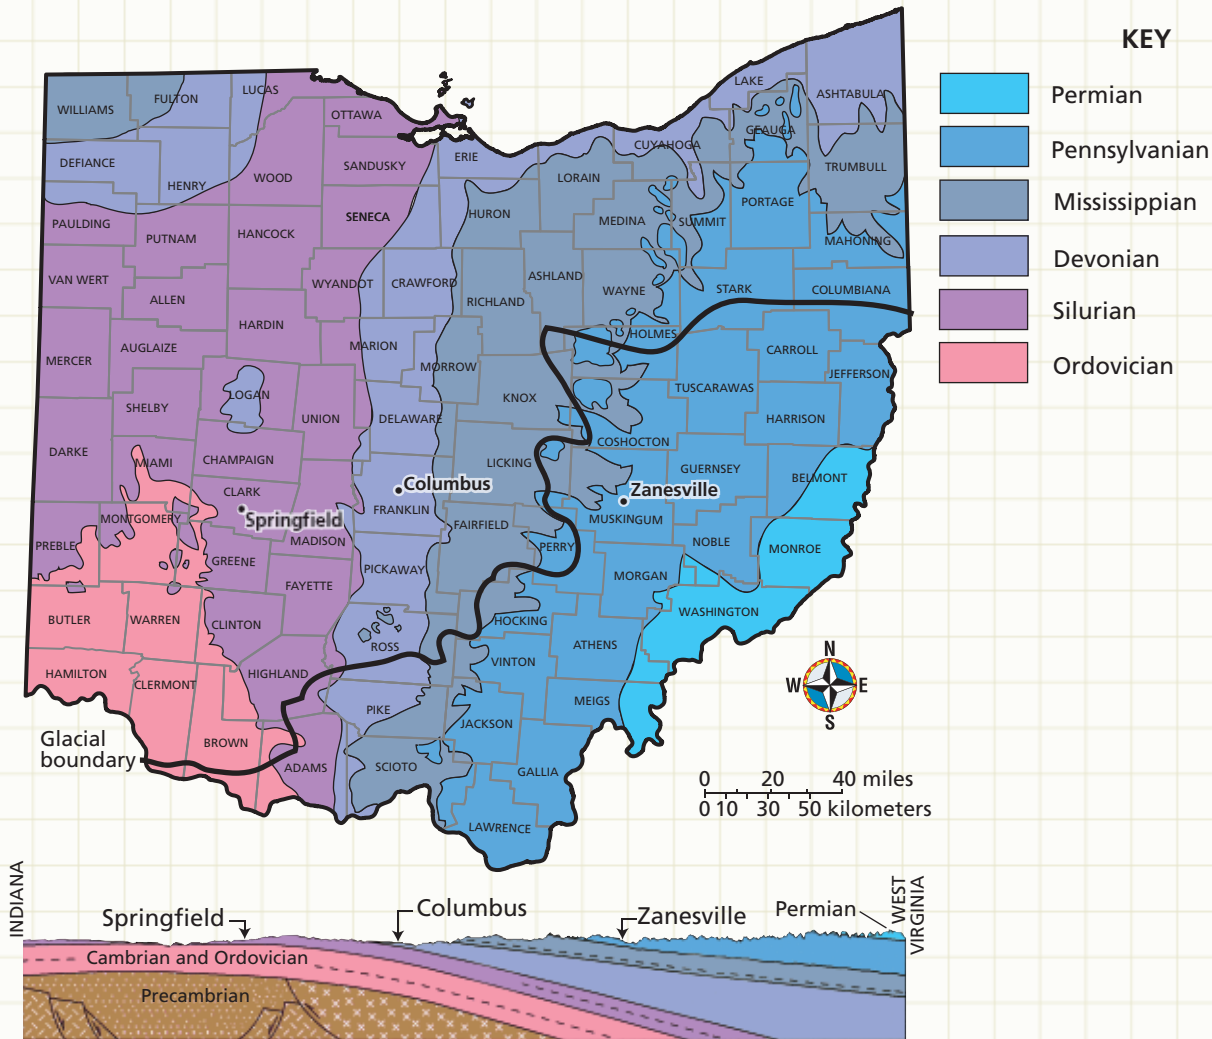 KEY
Permian
Pennsylvanian
Mississippian
Devonian
Silurian
Ordovician
LAKE
ASHTABULA
LUCAS
FULTON
WILLIAMS
OTTAWA
GEAUGA
CUYAHOGA
ERIE
DEFIANCE
SANDUSKY
TRUMBULL
WOOD
LORAIN
HENRY
PORTAGE
HURON
SENECA
MEDINA
SUMMIT
PAULDING
PUTNAM
HANCOCK
MAHONING
VAN WERT
WYANDOT
CRAWFORD
ASHLAND
WAYNE
STARK
COLUMBIANA
ALLEN
RICHLAND
HARDIN
HOLMES
AUGLAIZE
MARION
CARROLL
MERCER
MORROW
JEFFERSON
TUSCARAWAS
LOGAN
KNOX
SHELBY
UNION
DELAWARE
HARRISON
COSHOCTON
DARKE
MIAMI
CHAMPAIGN
LICKING
GUERNSEY
BELMONT
CLARK
Columbus
Zanesville
Springfield
FRANKLIN
MONTGOMERY
FAIRFIELD
MUSKINGUM
MADISON
NOBLE
PREBLE
PERRY
MONROE
GREENE
PICKAWAY
MORGAN
FAYETTE
WASHINGTON
BUTLER
WARREN
CLINTON
HOCKING
ROSS
ATHENS
VINTON
HAMILTON
HIGHLAND
CLERMONT
MEIGS
PIKE
JACKSON
BROWN
ADAMS
SCIOTO
GALLIA
LAWRENCE
N
W E
S
Glacial
boundary
0 20 40 miles
0 10 30 50 kilometers
INDIANA
Springfield
Columbus
Zanesville
Permian
WEST
VIRGINIA
Cambrian and Ordovician
Precambrian